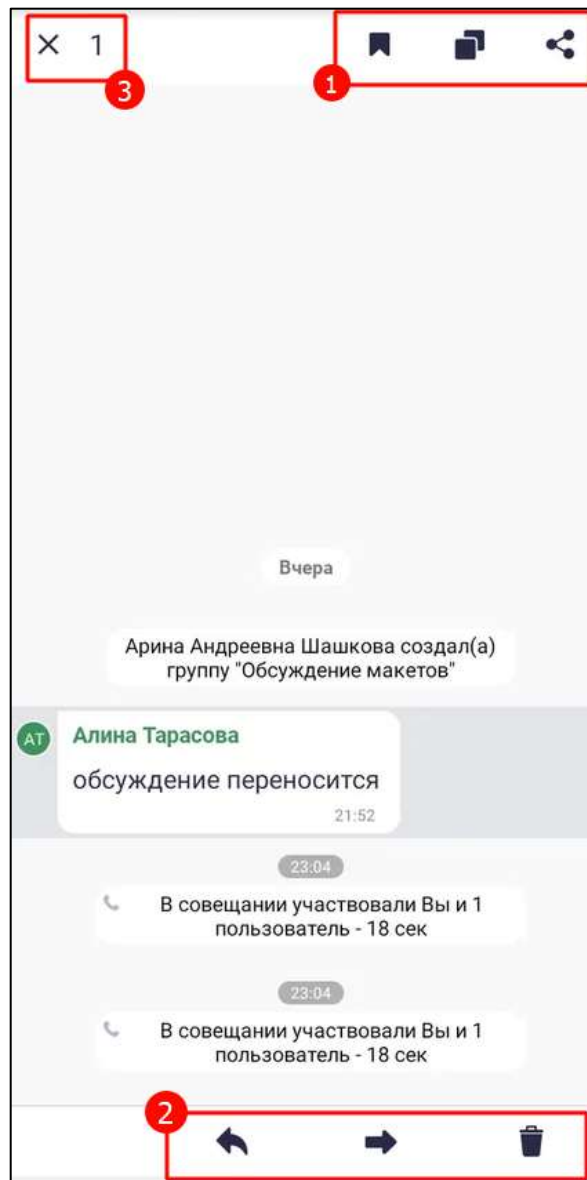 1
1
3
Вчера
Арина Андреевна Шашкова создал(а)
группу "Обсуждение макетов"
АТ
Алина Тарасова
обсуждение переносится
21:52
23:04
В совещании участвовали Вы и 1
пользователь - 18 сек
23:04
В совещании участвовали Вы и 1
пользователь - 18 сек
2